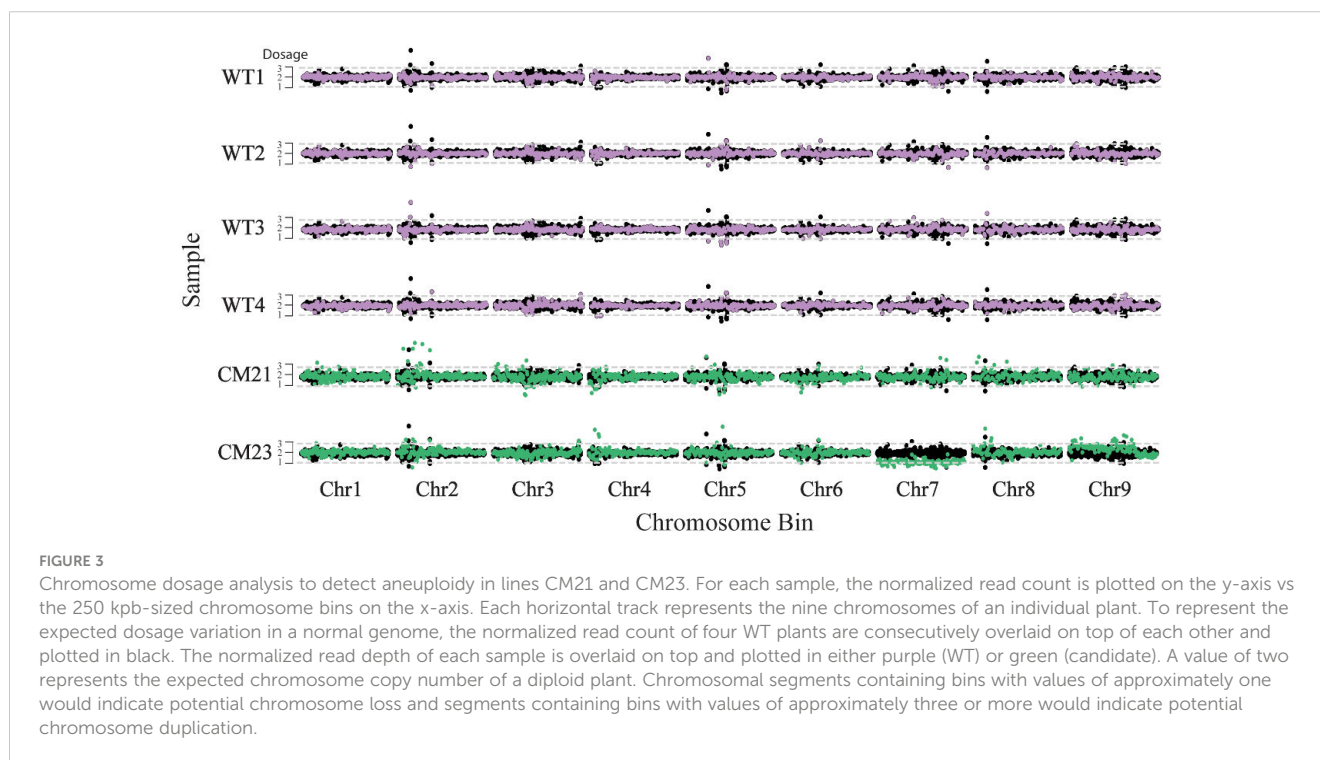 Dosage
WT1 3 2 1
WT2 3 2 1
WT3 3 2 1
WT4 3 2 1
CM21 3 2 1
CM23 3 2 1
Sample
Chr1 Chr2 Chr3 Chr4 Chr5 Chr6 Chr7 Chr8 Chr9
Chromosome Bin
FIGURE 3
Chromosome dosage analysis to detect aneuploidy in lines CM21 and CM23. For each sample, the normalized read count is plotted on the y-axis vs
the 250 kpb-sized chromosome bins on the x-axis. Each horizontal track represents the nine chromosomes of an individual plant. To represent the
expected dosage variation in a normal genome, the normalized read count of four WT plants are consecutively overlaid on top of each other and
plotted in black. The normalized read depth of each sample is overlaid on top and plotted in either purple (WT) or green (candidate). A value of two
represents the expected chromosome copy number of a diploid plant. Chromosomal segments containing bins with values of approximately one
would indicate potential chromosome loss and segments containing bins with values of approximately three or more would indicate potential
chromosome duplication.